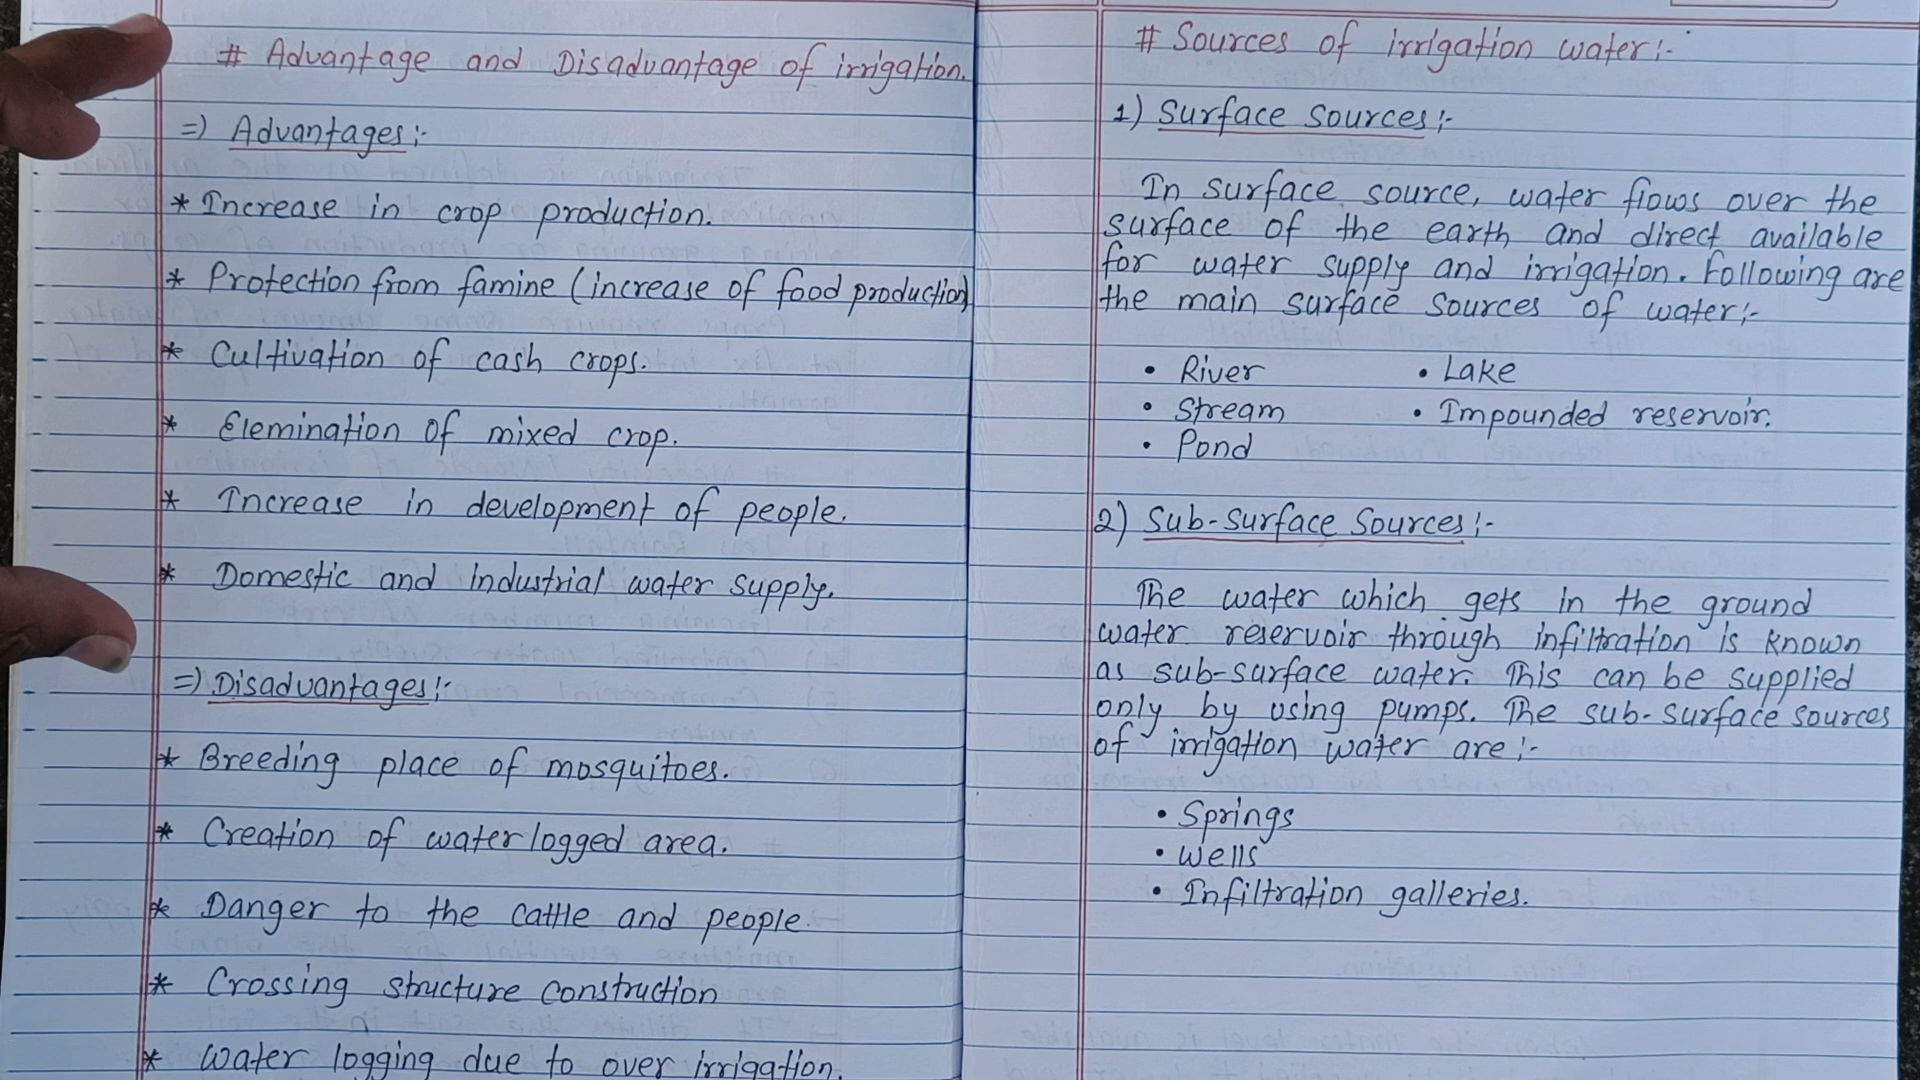 # Advantage and Disadvantage of irrigation.
=) Advantages:-
* Increase in crop production.
* Protection from famine (increase of food production)
* Cultivation of cash crops.
* Elemination of mixed crop.
* Increase in development of people.
* Domestic and industrial water supply.
=) Disadvantages:-
* Breeding place of mosquitoes.
* Creation of water logged area.
* Danger to the cattle and people.
* Crossing structure construction
* Water logging due to over irrigation.
# Sources of irrigation water:-
1) Surface Sources:-
In surface source, water flows over the
surface of the earth and direct available
for water supply and irrigation. Following are
the main surface sources of water:-
• River • Lake
• Stream • Impounded reservoir.
• Pond
2) Sub-Surface Sources:-
The water which gets in the ground
water reservoir through infiltration is known
as sub-surface water. This can be supplied
only by using pumps. The sub-surface sources
of irrigation water are:-
• Springs
• Wells
• Infiltration galleries.